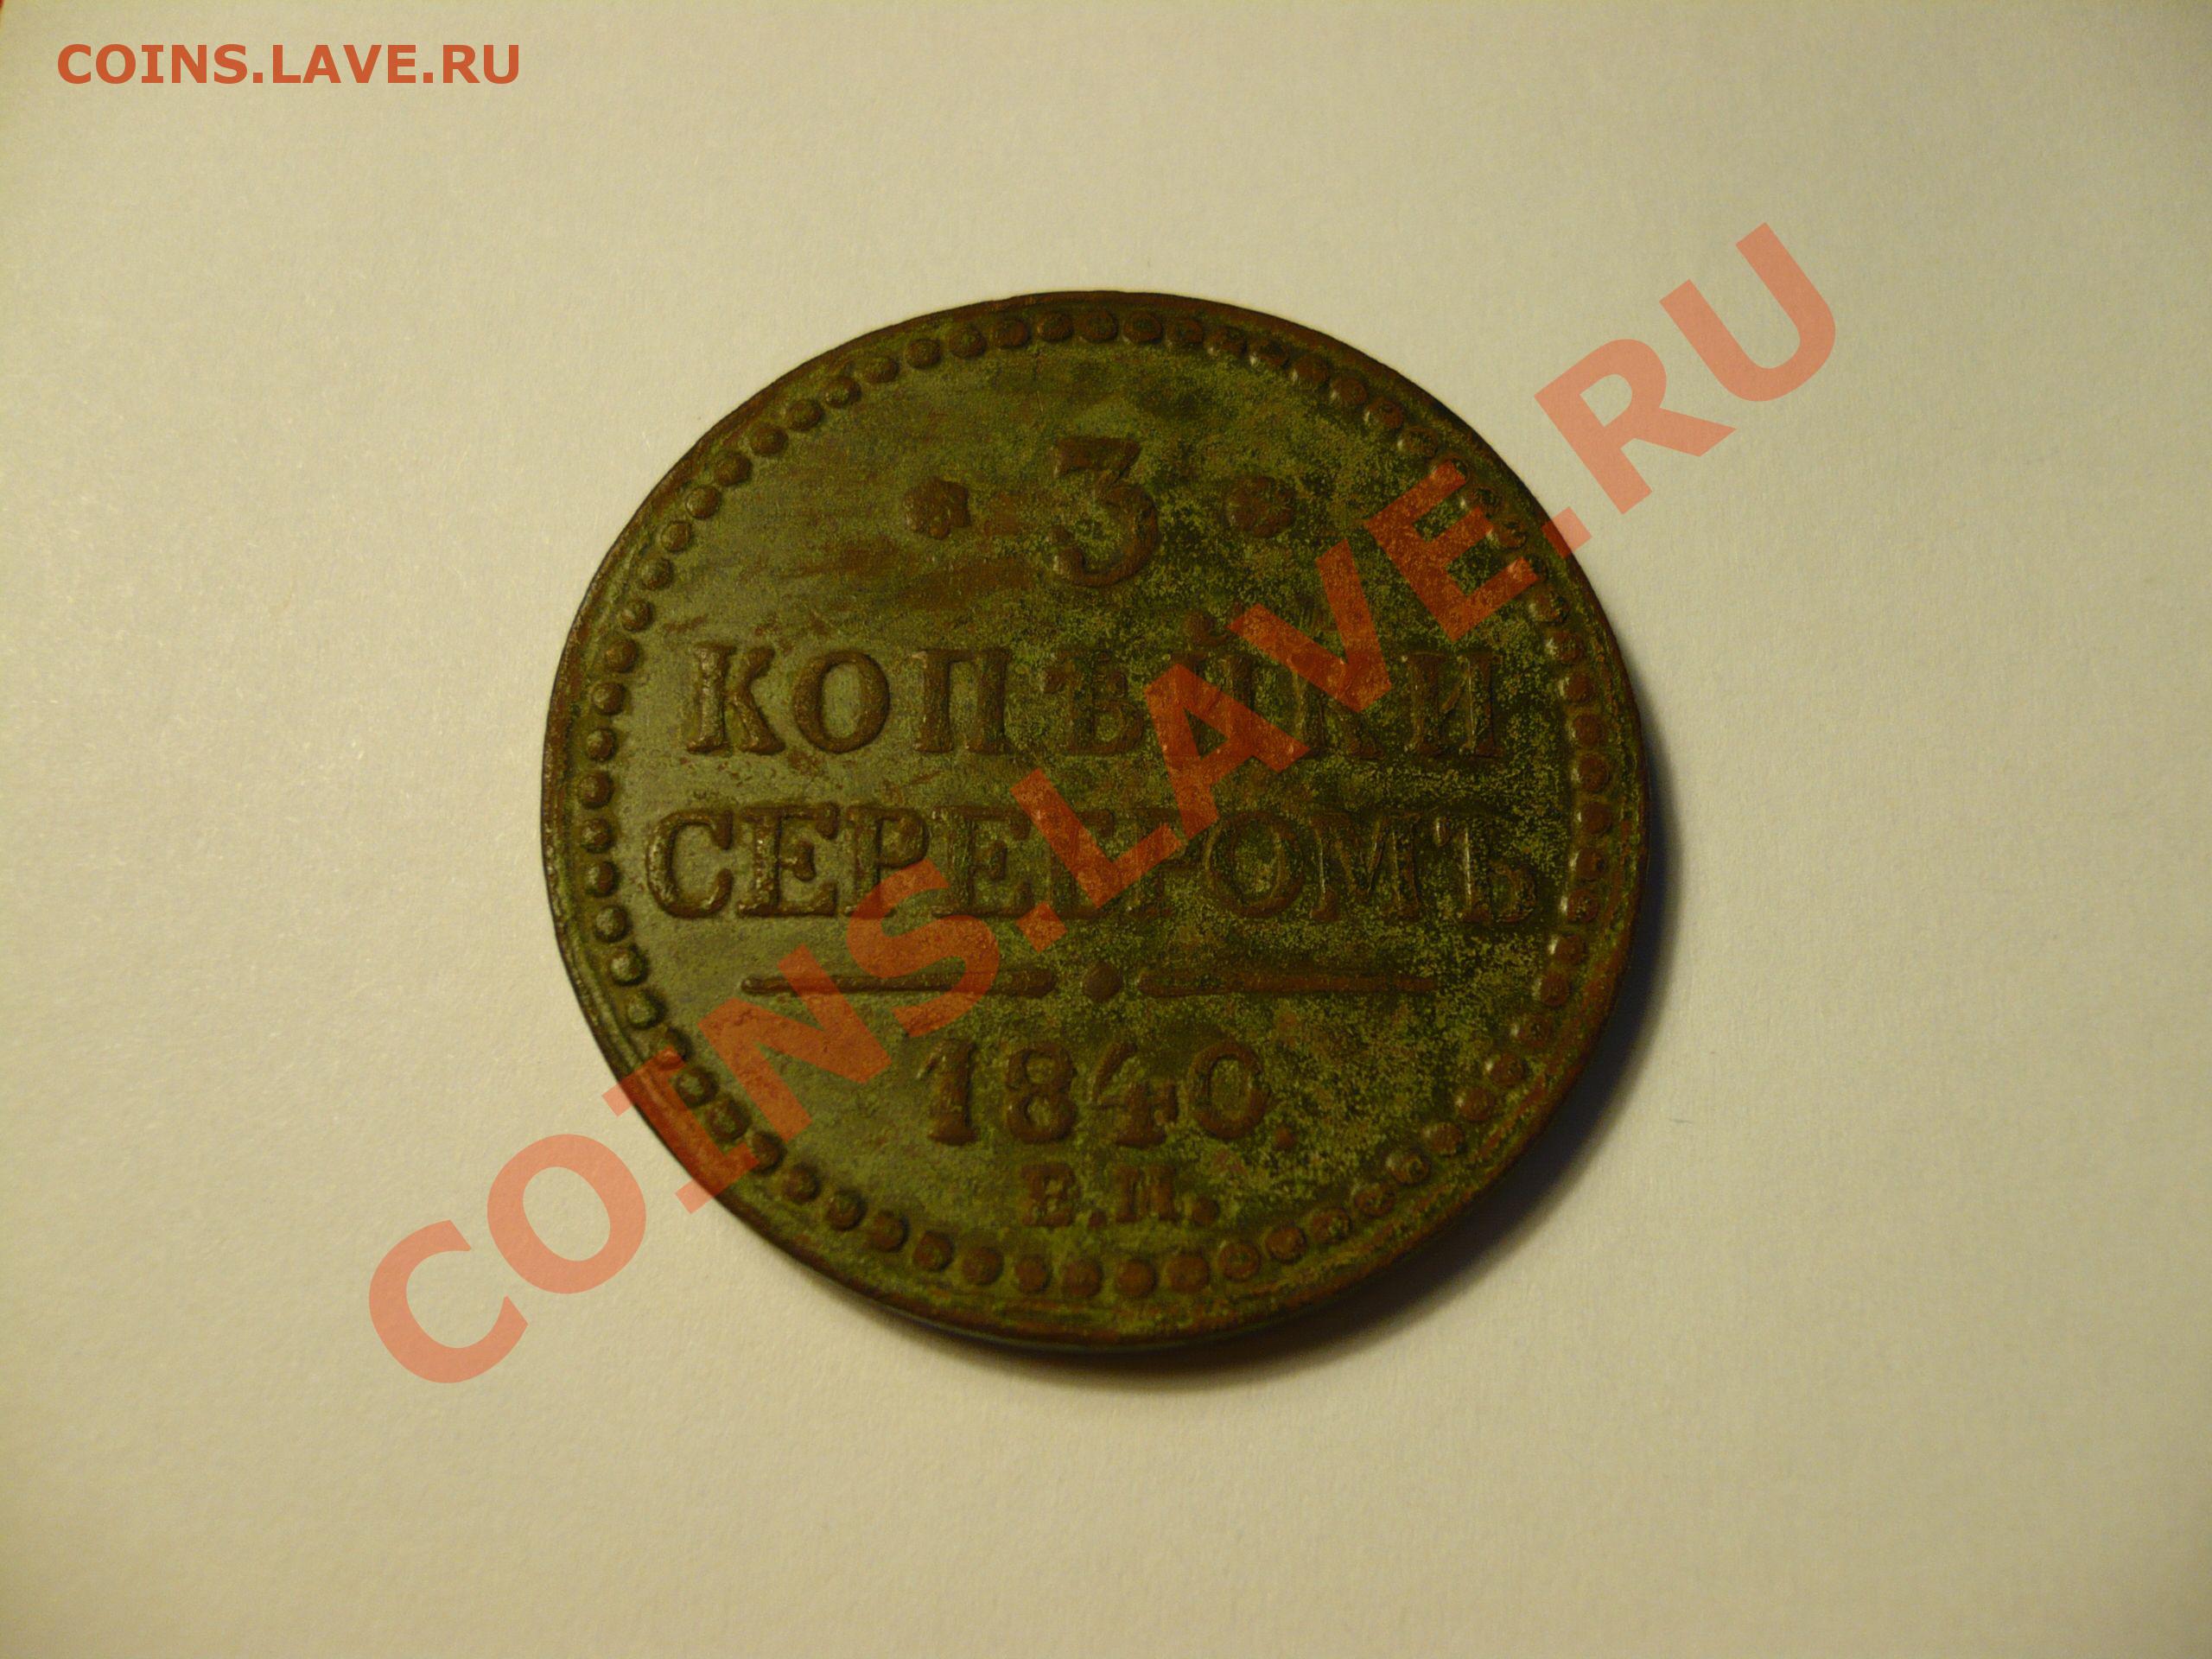 COINS.LAVE.RU
* 3 *
КОПѢЙКИ
СЕРЕБРОМЪ
1840.
Е.М.
COINS.LAVE.RU